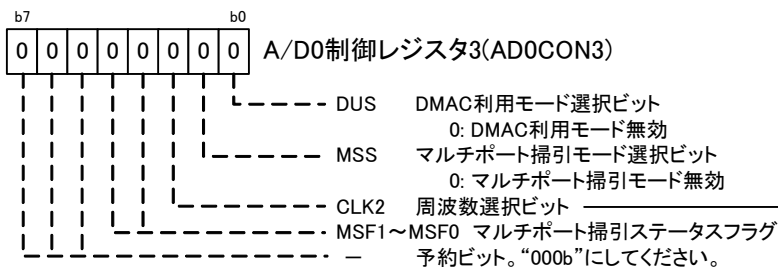 b7 b0
0 0 0 0 0 0 0 0 A/D0制御レジスタ3(AD0CON3)
DUS DMAC利用モード選択ビット
0: DMAC利用モード無効
MSS マルチポート掃引モード選択ビット
0: マルチポート掃引モード無効
CLK2 周波数選択ビット
MSF1～MSF0 マルチポート掃引ステータスフラグ
― 予約ビット。“000b”にしてください。